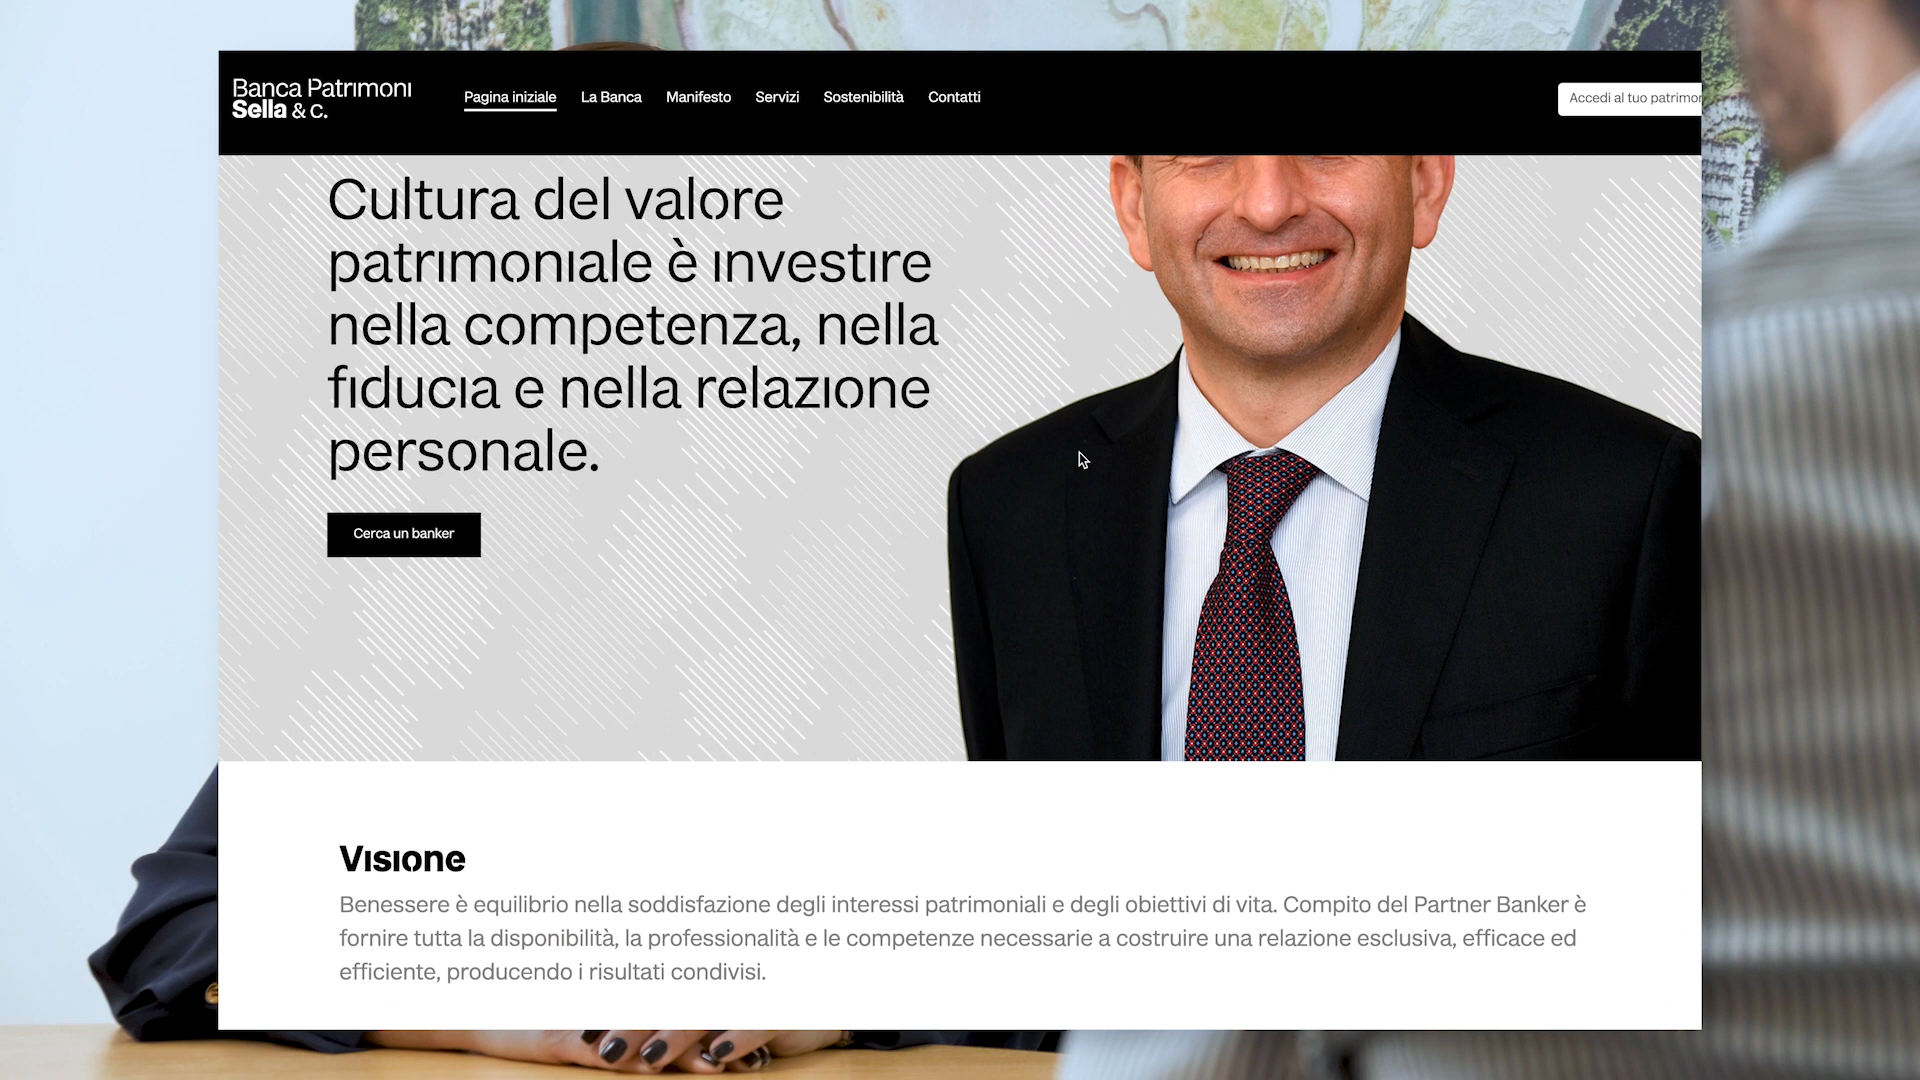 Banca Patrimoni
Sella & C.
Pagina iniziale
La Banca
Manifesto
Servizi
Sostenibilità
Contatti
Accedi al tuo
Cultura del valore
patrimoniale è investire
nella competenza, nella
fiducia e nella relazione
personale.
Cerca un banker
Visione
Benessere è equilibrio nella soddisfazione degli interessi patrimoniali e degli obiettivi di vita. Compito del Partner Banker è
fornire tutta la disponibilità, la professionalità e le competenze necessarie a costruire una relazione esclusiva, efficace ed
efficiente, producendo i risultati condivisi.